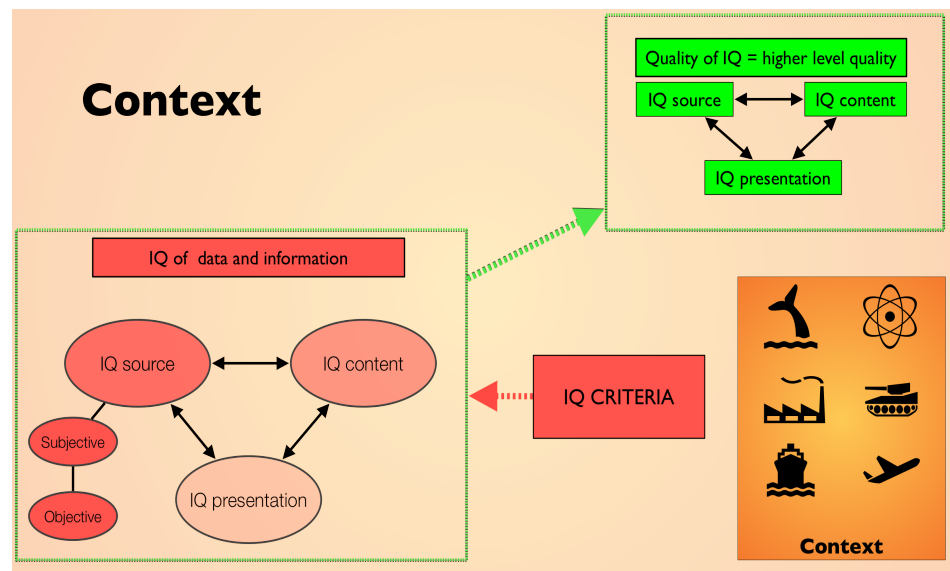 Context
Quality of IQ = higher level quality
IQ source
IQ content
IQ presentation
IQ of data and information
IQ source
IQ content
Subjective
IQ presentation
Objective
IQ CRITERIA
Context